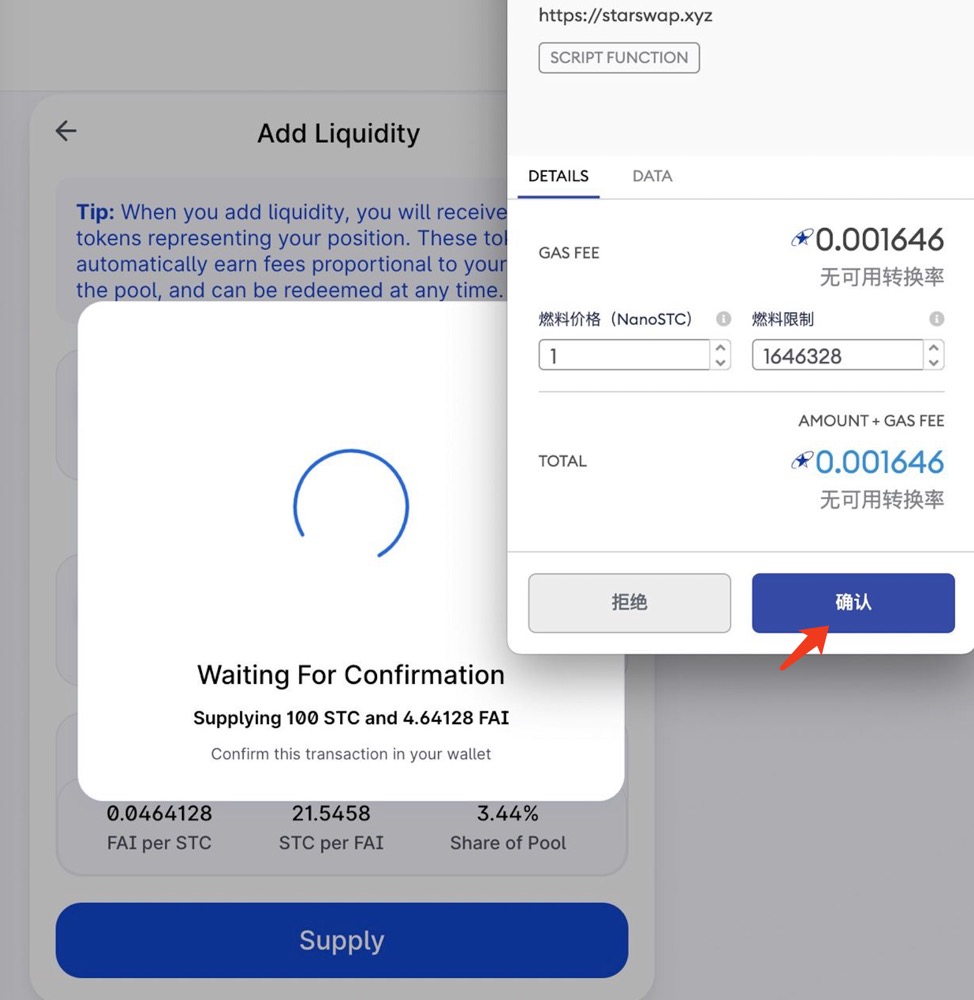 https://starswap.xyz
SCRIPT FUNCTION
DETAILS
DATA
GAS FEE
0.001646
无可用转换率
燃料价格（NanoSTC）
燃料限制
1
1646328
AMOUNT + GAS FEE
TOTAL
0.001646
无可用转换率
拒绝
确认
Add Liquidity
Tip: When you add liquidity, you will receive
tokens representing your position. These
automatically earn fees proportional to your
the pool, and can be redeemed at any time.
Waiting For Confirmation
Supplying 100 STC and 4.64128 FAI
Confirm this transaction in your wallet
0.0464128
21.5458
3.44%
FAI per STC
STC per FAI
Share of Pool
Supply